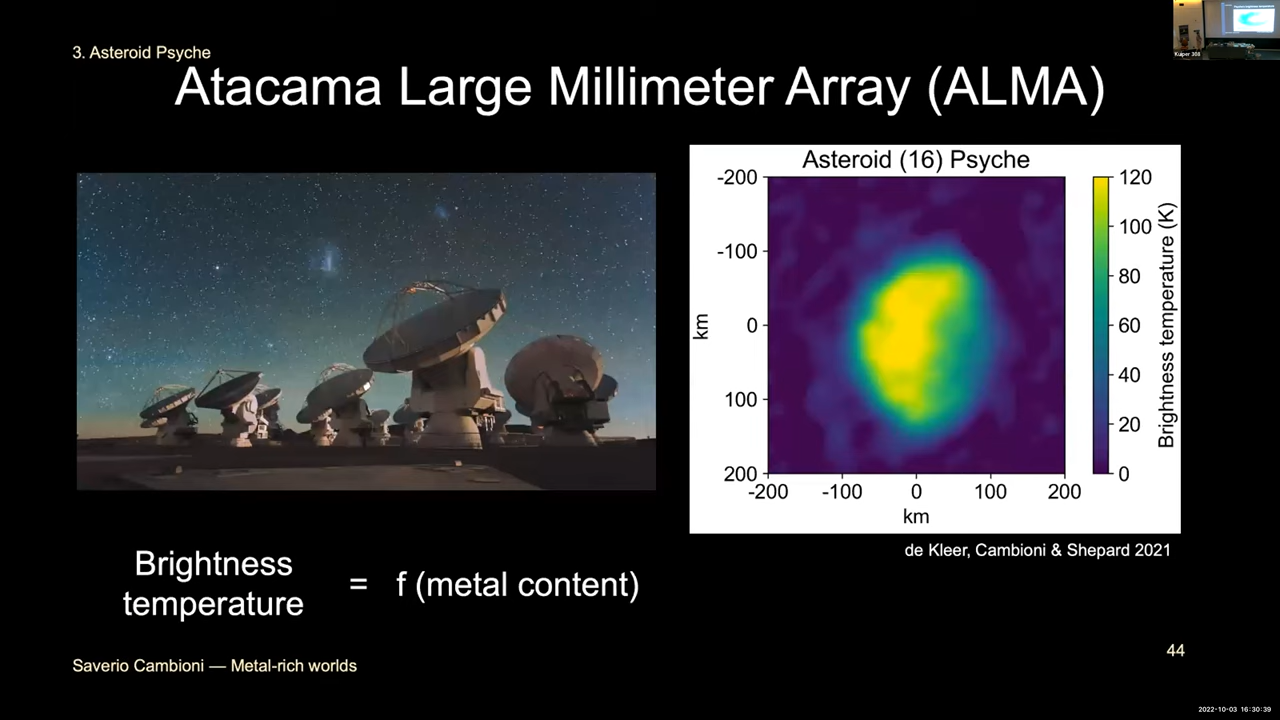 3. Asteroid Psyche
Atacama Large Millimeter Array (ALMA)
Asteroid (16) Psyche
-200
-100
0
100
200
km
-200
-100
0
100
200
km
120
100
80
60
40
20
0
Brightness temperature (K)
de Kleer, Cambioni & Shepard 2021
Brightness
temperature
= f (metal content)
44
Saverio Cambioni — Metal-rich worlds
Kuiper 308
2022-10-03 16:30:39